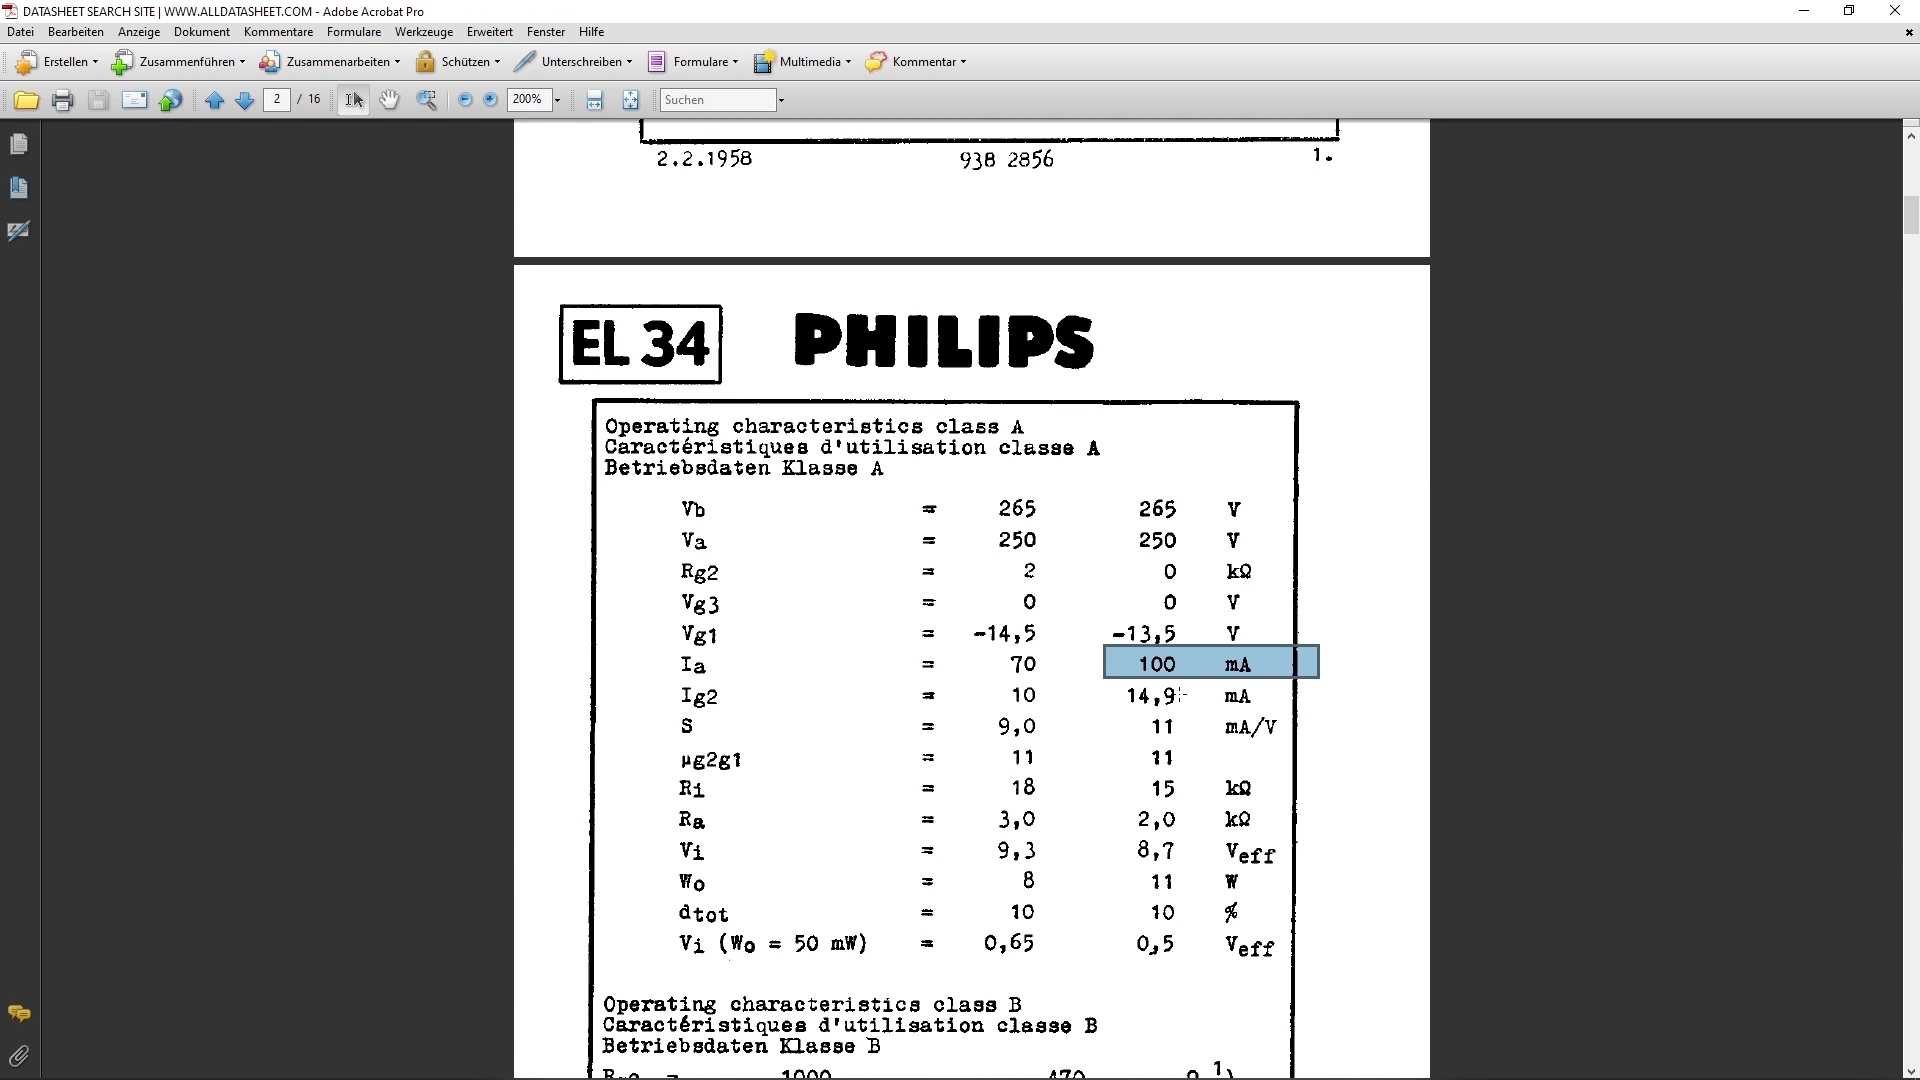 DATASHEET SEARCH SITE | WWW.ALLDATASHEET.COM - Adobe Acrobat Pro
Datei Bearbeiten Anzeige Dokument Kommentare Formulare Werkzeuge Erweitert Fenster Hilfe
Erstellen Zusammenführen Zusammenarbeiten Schützen Unterschreiben Formulare Multimedia Kommentar
2 / 16 200% Suchen
2.2.1958 938 2856 1.
EL 34 PHILIPS
Operating characteristics class A
Caractéristiques d'utilisation classe A
Betriebsdaten Klasse A
Vb = 265 265 V
Va = 250 250 V
Rg2 = 2 0 kΩ
Vg3 = 0 0 V
Vg1 = -14,5 -13,5 V
Ia = 70 100 mA
Ig2 = 10 14,9 mA
S = 9,0 11 mA/V
µg2g1 = 11 11
Ri = 18 15 kΩ
Ra = 3,0 2,0 kΩ
Vi = 9,3 8,7 Veff
Wo = 8 11 W
dtot = 10 10 %
Vi (Wo = 50 mW) = 0,65 0,5 Veff
Operating characteristics class B
Caractéristiques d'utilisation classe B
Betriebsdaten Klasse B
1000 470